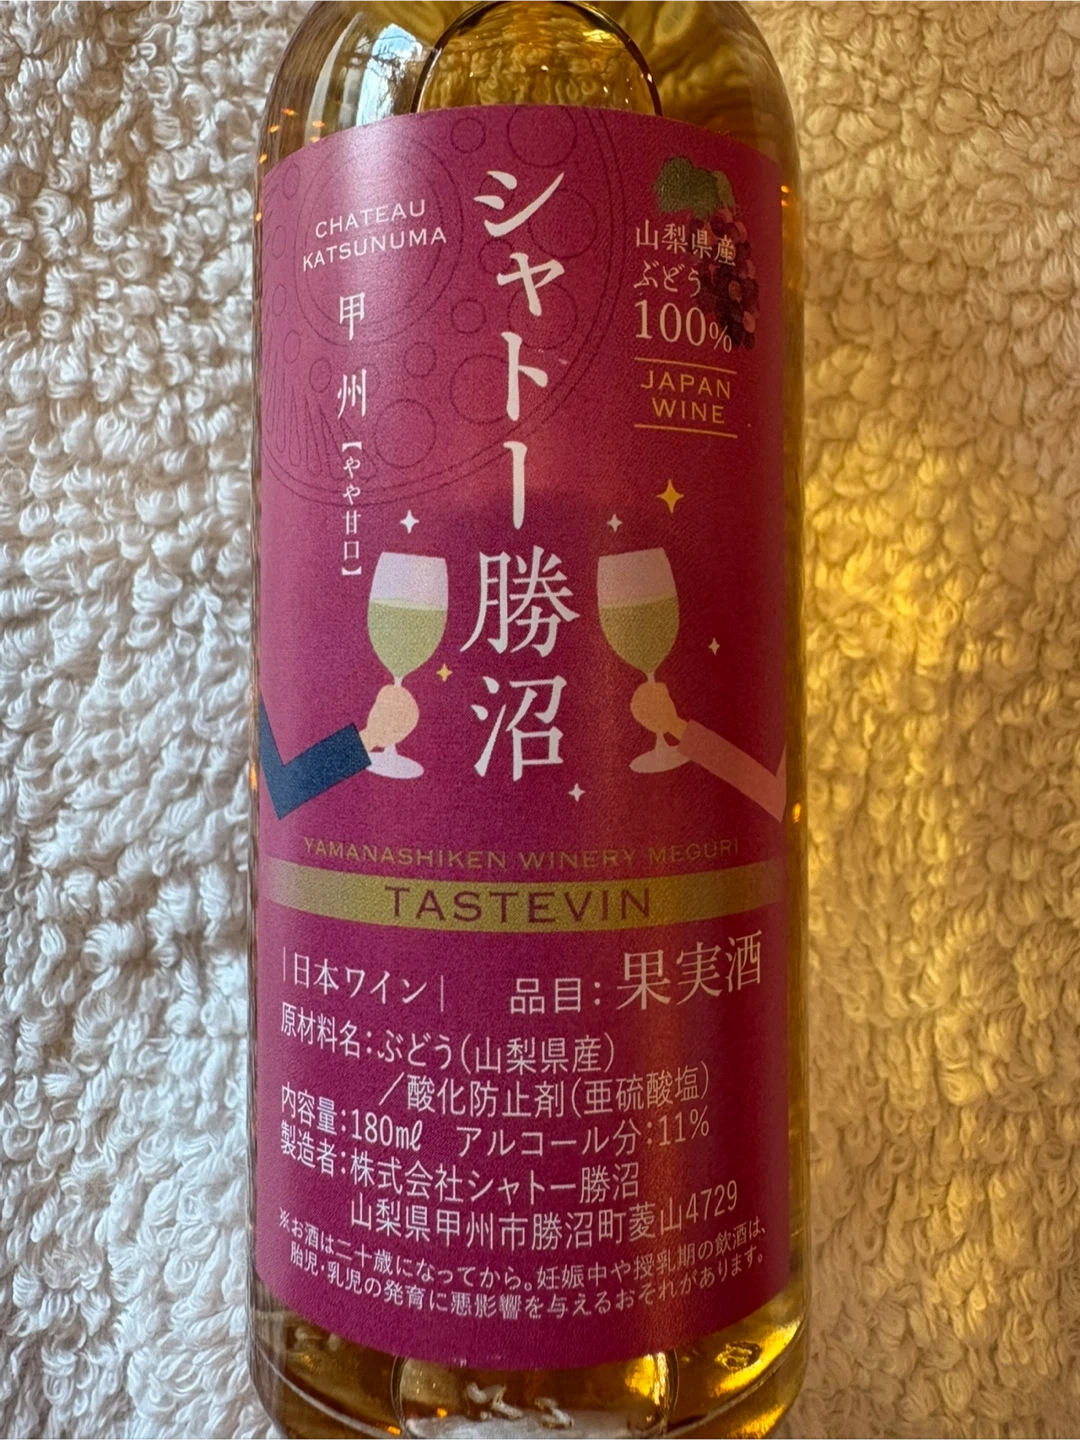 CHATEAU
KATSUNUMA
甲州【やや甘口】
シャトー勝沼
山梨県産
ぶどう
100%
JAPAN
WINE
YAMANASHIKEN WINERY MEGURI
TASTEVIN
|日本ワイン| 品目:果実酒
原材料名:ぶどう(山梨県産)
/酸化防止剤(亜硫酸塩)
内容量:180㎖ アルコール分:11%
製造者:株式会社シャトー勝沼
山梨県甲州市勝沼町菱山4729
※お酒は二十歳になってから。妊娠中や授乳期の飲酒は、
胎児・乳児の発育に悪影響を与えるおそれがあります。